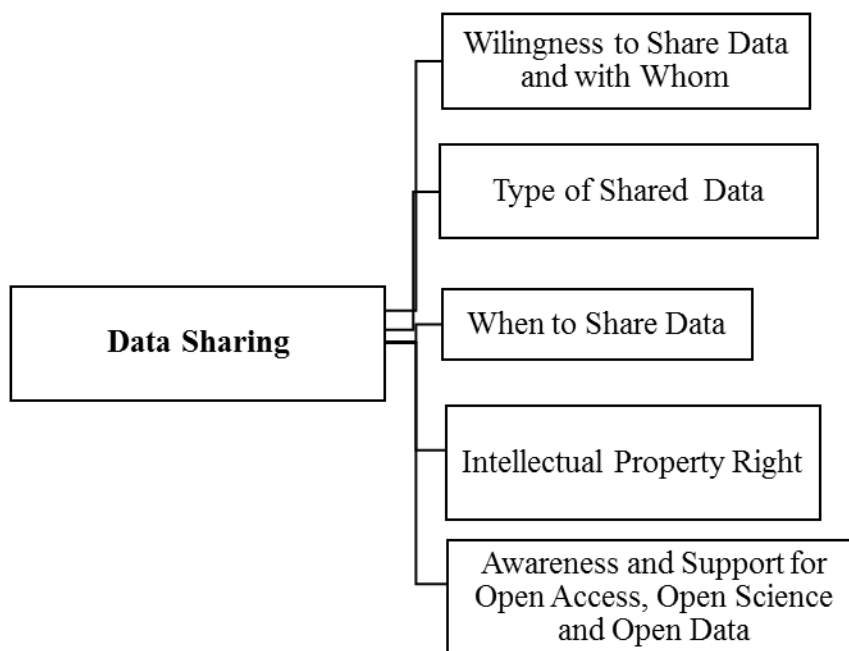 Wilingness to Share Data
and with Whom
Type of Shared Data
Data Sharing
When to Share Data
Intellectual Property Right
Awareness and Support for
Open Access, Open Science
and Open Data